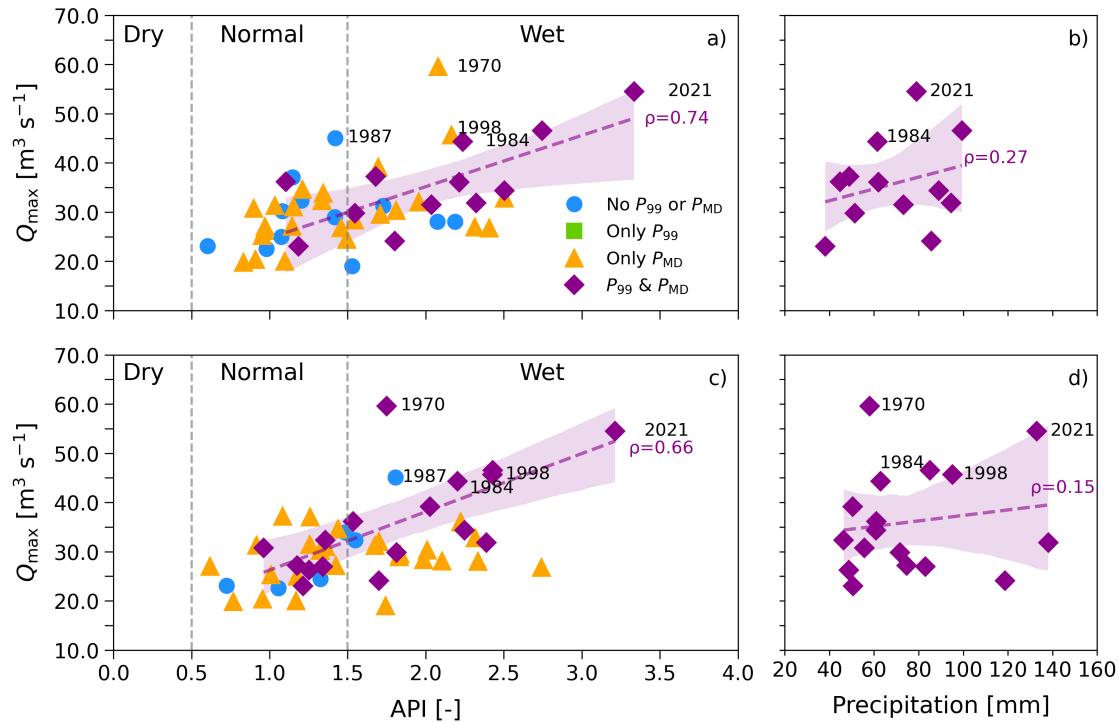 70.0
60.0
50.0
40.0
30.0
20.0
10.0
Q_max [m³ s⁻¹]
Dry
Normal
Wet
a)
1970
2021
ρ=0.74
1987
1998
1984
No P₉₉ or P_MD
Only P₉₉
Only P_MD
P₉₉ & P_MD
b)
2021
1984
ρ=0.27
70.0
60.0
50.0
40.0
30.0
20.0
10.0
Q_max [m³ s⁻¹]
Dry
Normal
Wet
c)
1970
2021
ρ=0.66
1987
1998
1984
0.0 0.5 1.0 1.5 2.0 2.5 3.0 3.5 4.0
API [-]
d)
1970
2021
1984
1998
ρ=0.15
20 40 60 80 100 120 140 160
Precipitation [mm]